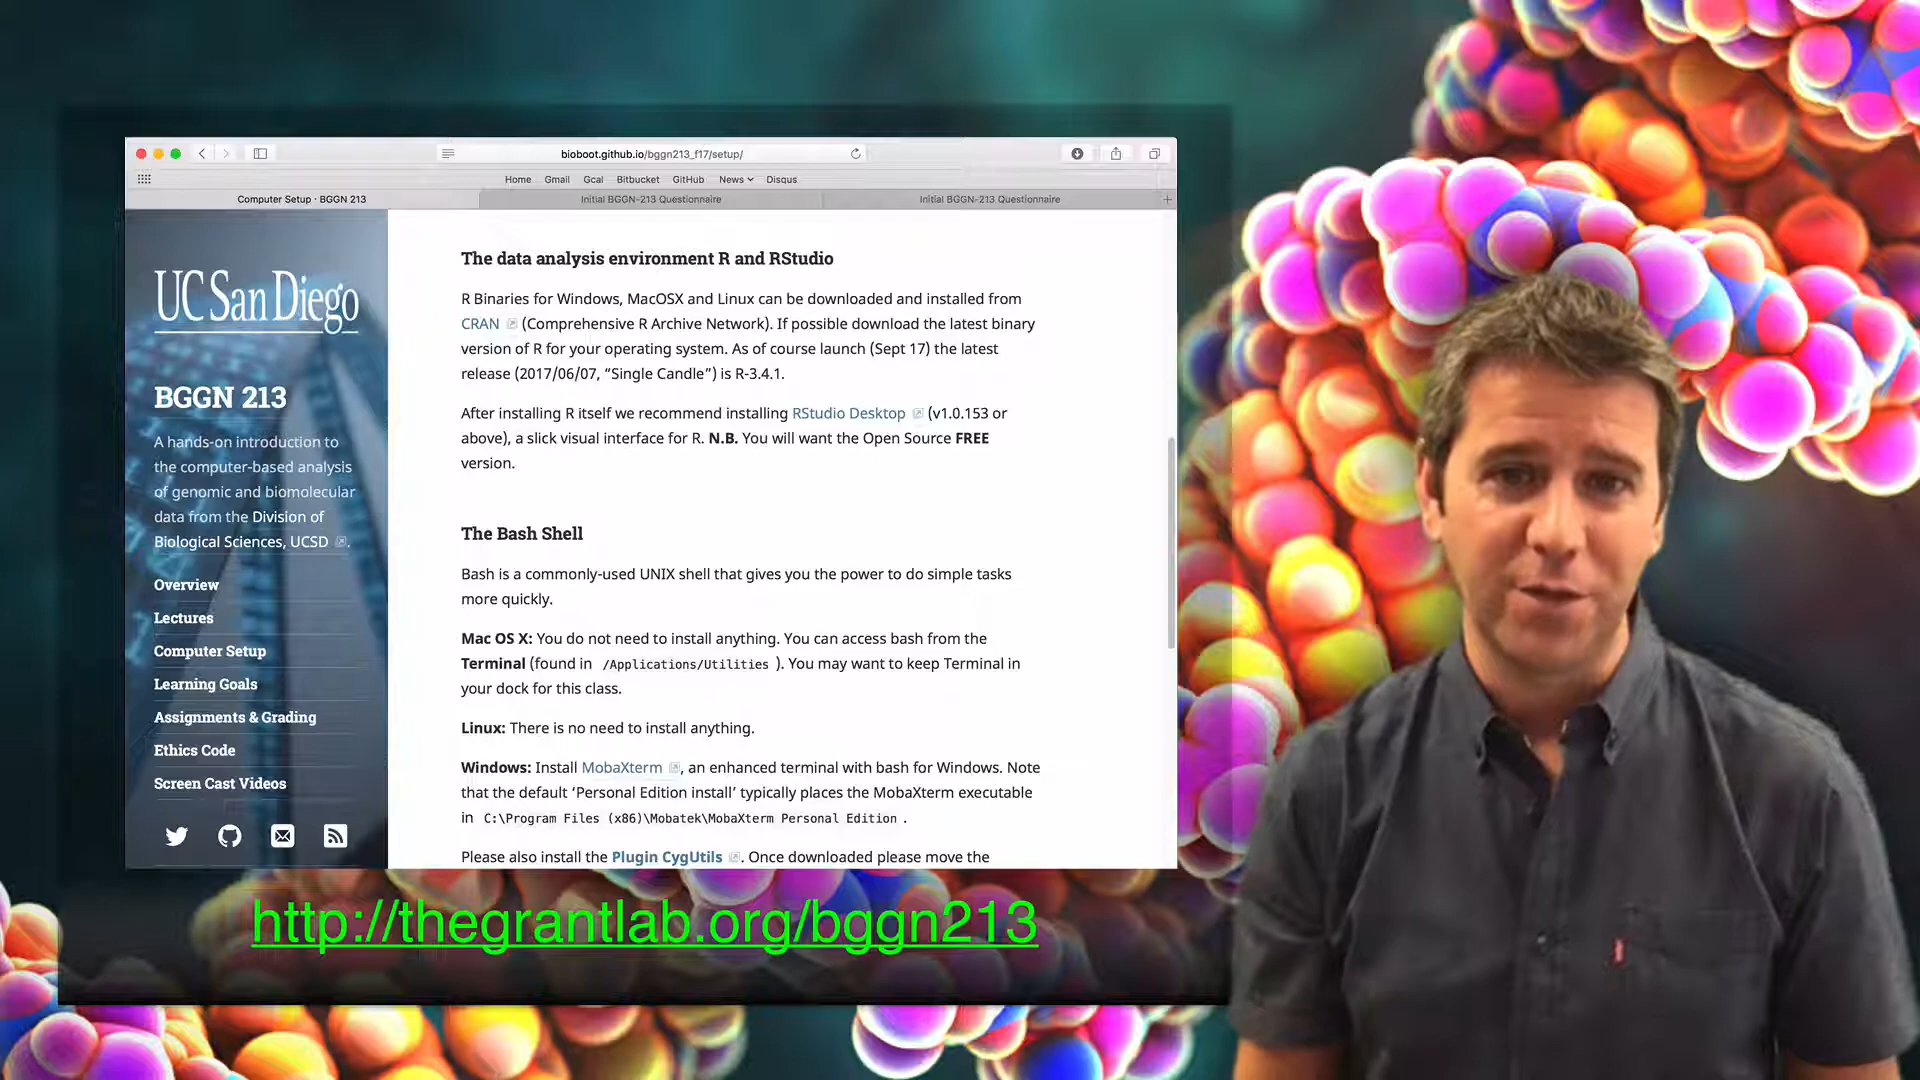 bioboot.github.io/bggn213_f17/setup/
Home Gmail Gcal Bitbucket GitHub News Disqus
Computer Setup · BGGN 213
Initial BGGN-213 Questionnaire
Initial BGGN-213 Questionnaire
UC San Diego
BGGN 213
A hands-on introduction to
the computer-based analysis
of genomic and biomolecular
data from the Division of
Biological Sciences, UCSD .
Overview
Lectures
Computer Setup
Learning Goals
Assignments & Grading
Ethics Code
Screen Cast Videos
The data analysis environment R and RStudio
R Binaries for Windows, MacOSX and Linux can be downloaded and installed from
CRAN (Comprehensive R Archive Network). If possible download the latest binary
version of R for your operating system. As of course launch (Sept 17) the latest
release (2017/06/07, “Single Candle”) is R-3.4.1.
After installing R itself we recommend installing RStudio Desktop (v1.0.153 or
above), a slick visual interface for R. N.B. You will want the Open Source FREE
version.
The Bash Shell
Bash is a commonly-used UNIX shell that gives you the power to do simple tasks
more quickly.
Mac OS X: You do not need to install anything. You can access bash from the
Terminal (found in /Applications/Utilities ). You may want to keep Terminal in
your dock for this class.
Linux: There is no need to install anything.
Windows: Install MobaXterm , an enhanced terminal with bash for Windows. Note
that the default ‘Personal Edition install’ typically places the MobaXterm executable
in C:\Program Files (x86)\Mobatek\MobaXterm Personal Edition .
Please also install the Plugin CygUtils . Once downloaded please move the
http://thegrantlab.org/bggn213